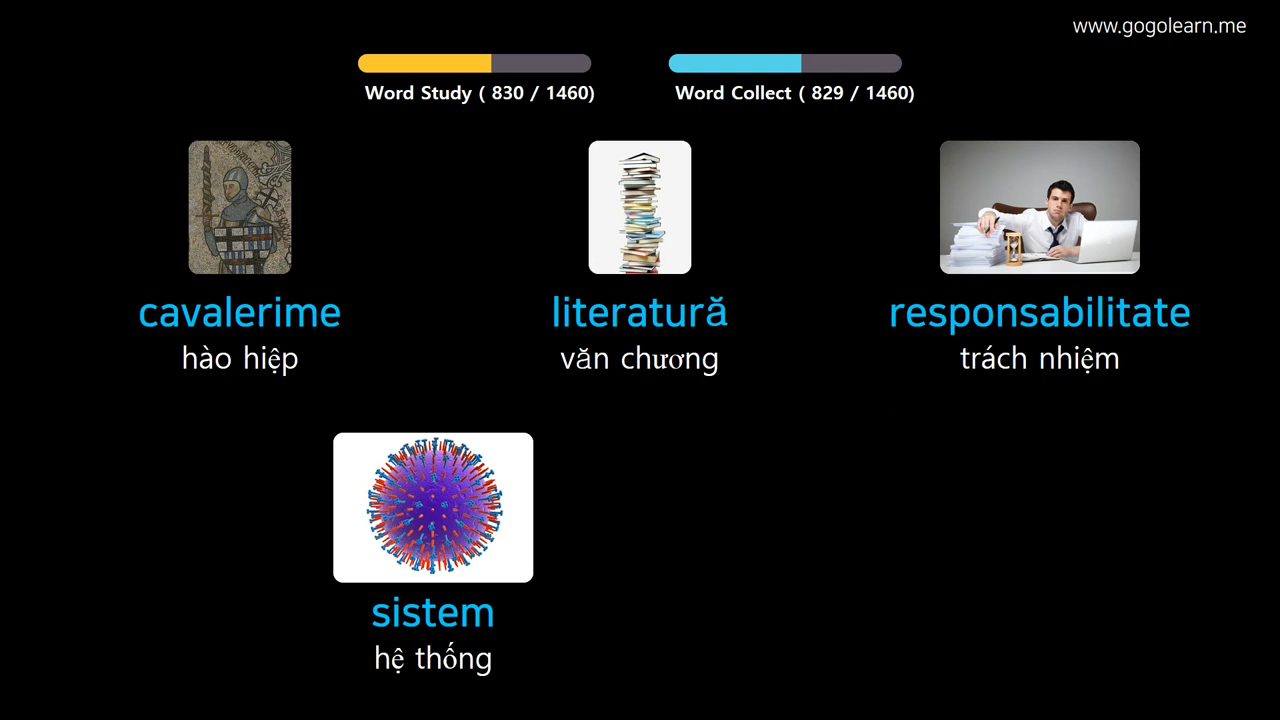 www.gogolearn.me
Word Study ( 830 / 1460)
Word Collect ( 829 / 1460)
cavalerime
hào hiệp
literatură
văn chương
responsabilitate
trách nhiệm
sistem
hệ thống